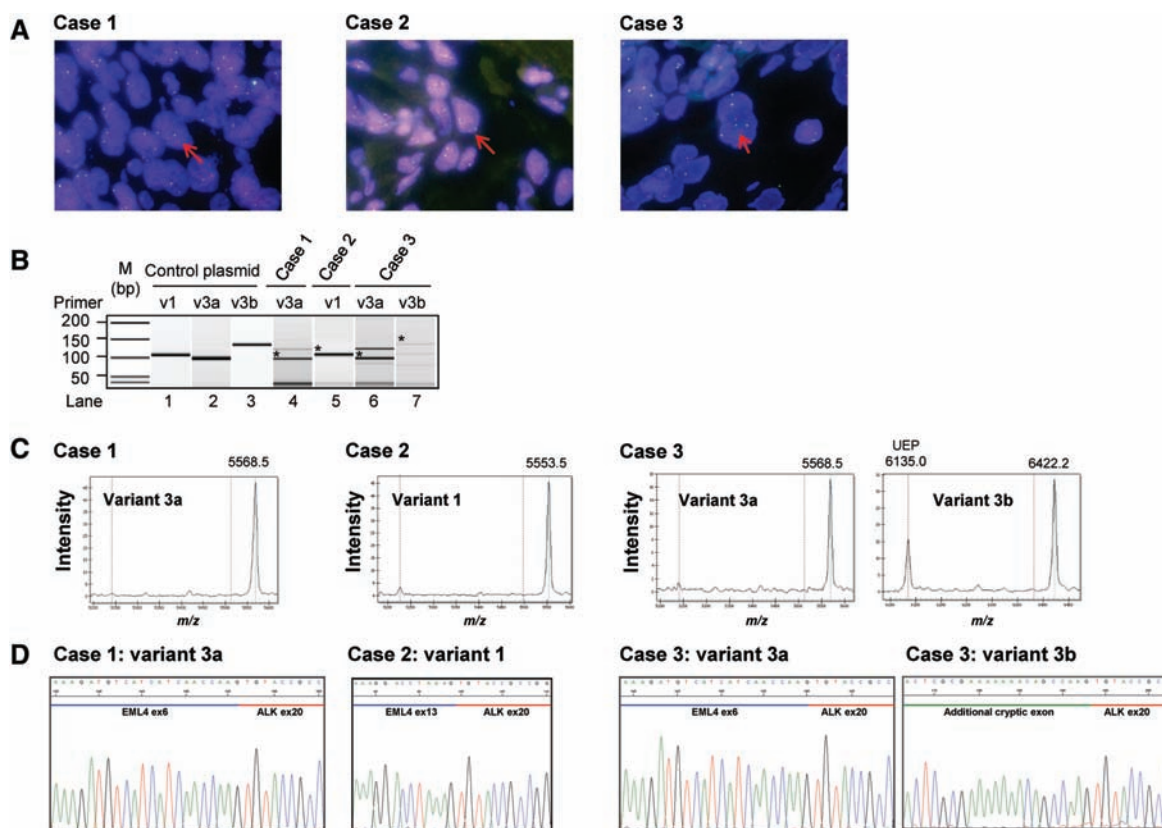 A
Case 1
Case 2
Case 3
B
M
(bp)
Control plasmid
Case 1
Case 2
Case 3
Primer
v1
v3a
v3b
v3a
v1
v3a
v3b
200
150
100
50
*
*
*
*
Lane
1
2
3
4
5
6
7
C
Case 1
5568.5
Variant 3a
Intensity
m/z
Case 2
5553.5
Variant 1
Intensity
m/z
Case 3
5568.5
Variant 3a
Intensity
m/z
UEP
6135.0
6422.2
Variant 3b
m/z
D
Case 1: variant 3a
EML4 ex6
ALK ex20
Case 2: variant 1
EML4 ex13
ALK ex20
Case 3: variant 3a
EML4 ex6
ALK ex20
Case 3: variant 3b
Additional cryptic exon
ALK ex20